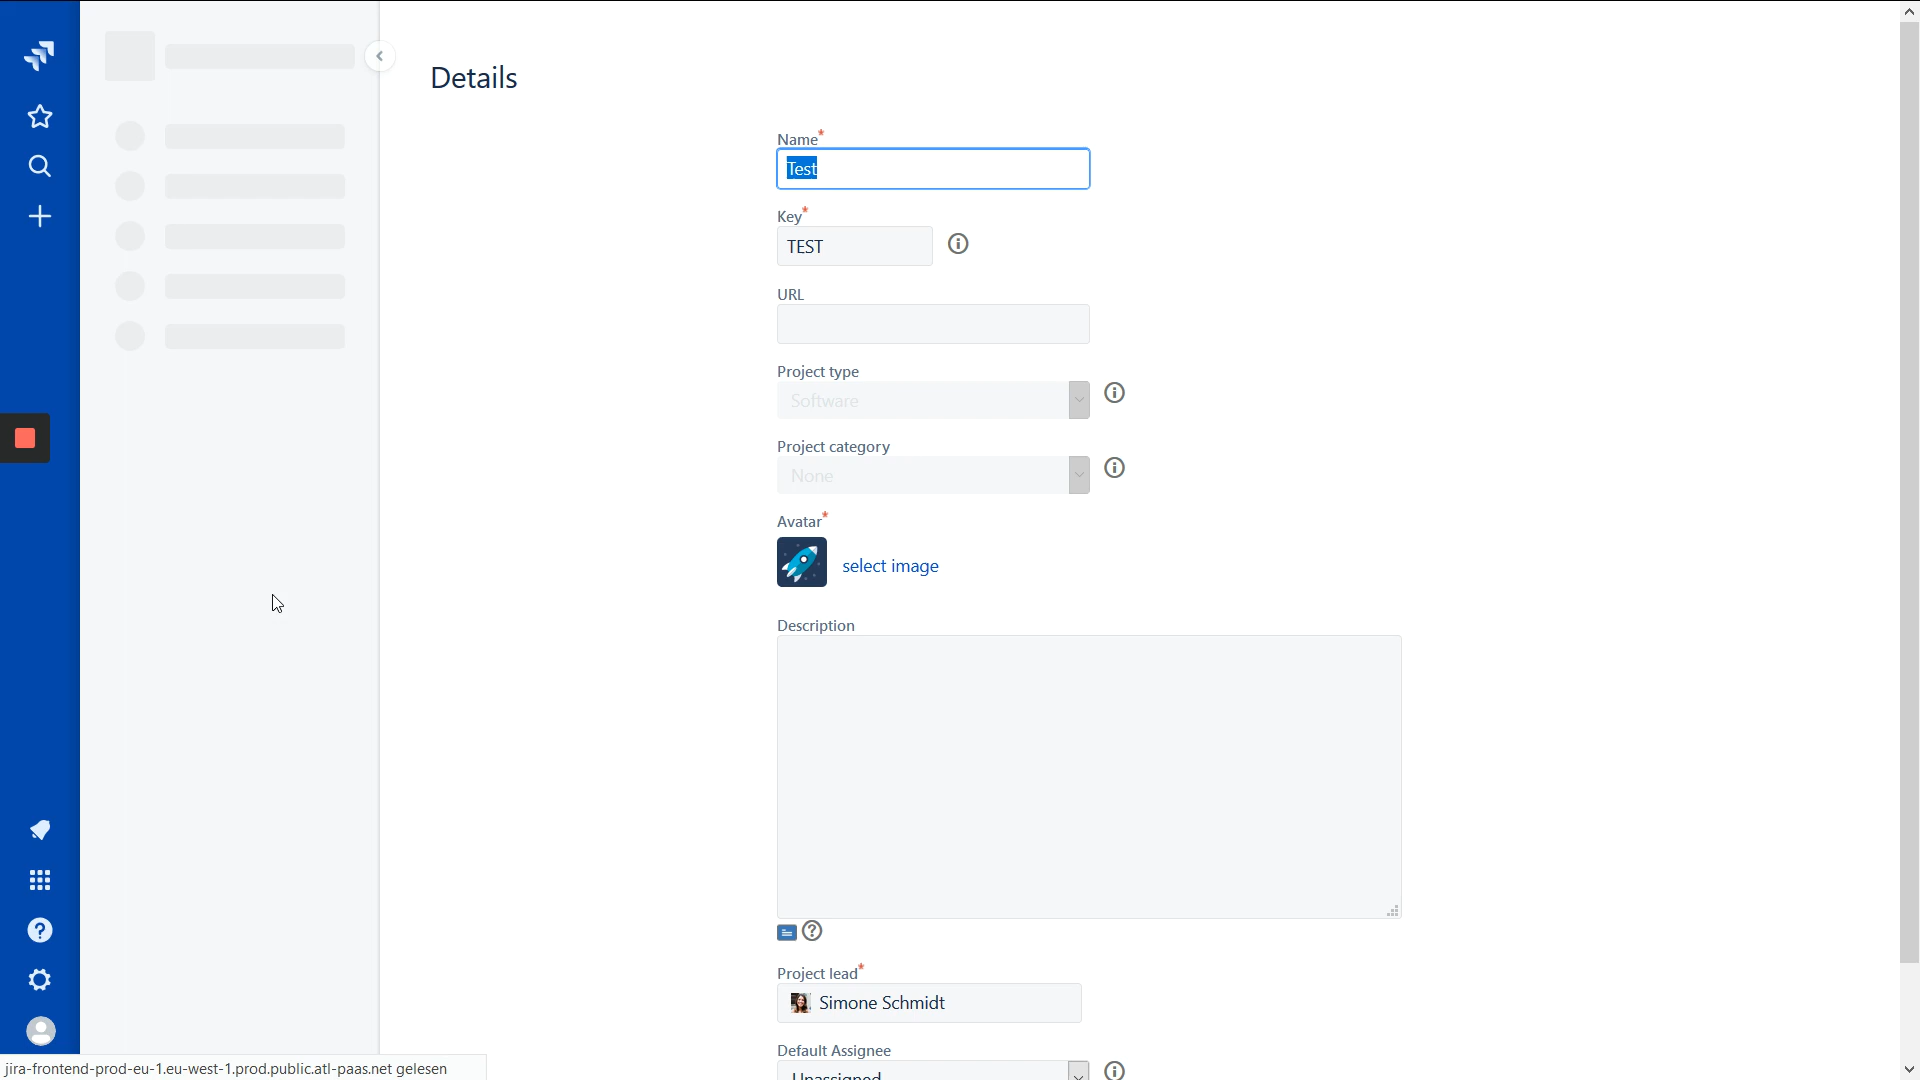 Details
Name*
Test
Key*
TEST
URL
Project type
Software
Project category
None
Avatar*
select image
Description
Project lead*
Simone Schmidt
Default Assignee
Unassigned
jira-frontend-prod-eu-1.eu-west-1.prod.public.atl-paas.net gelesen